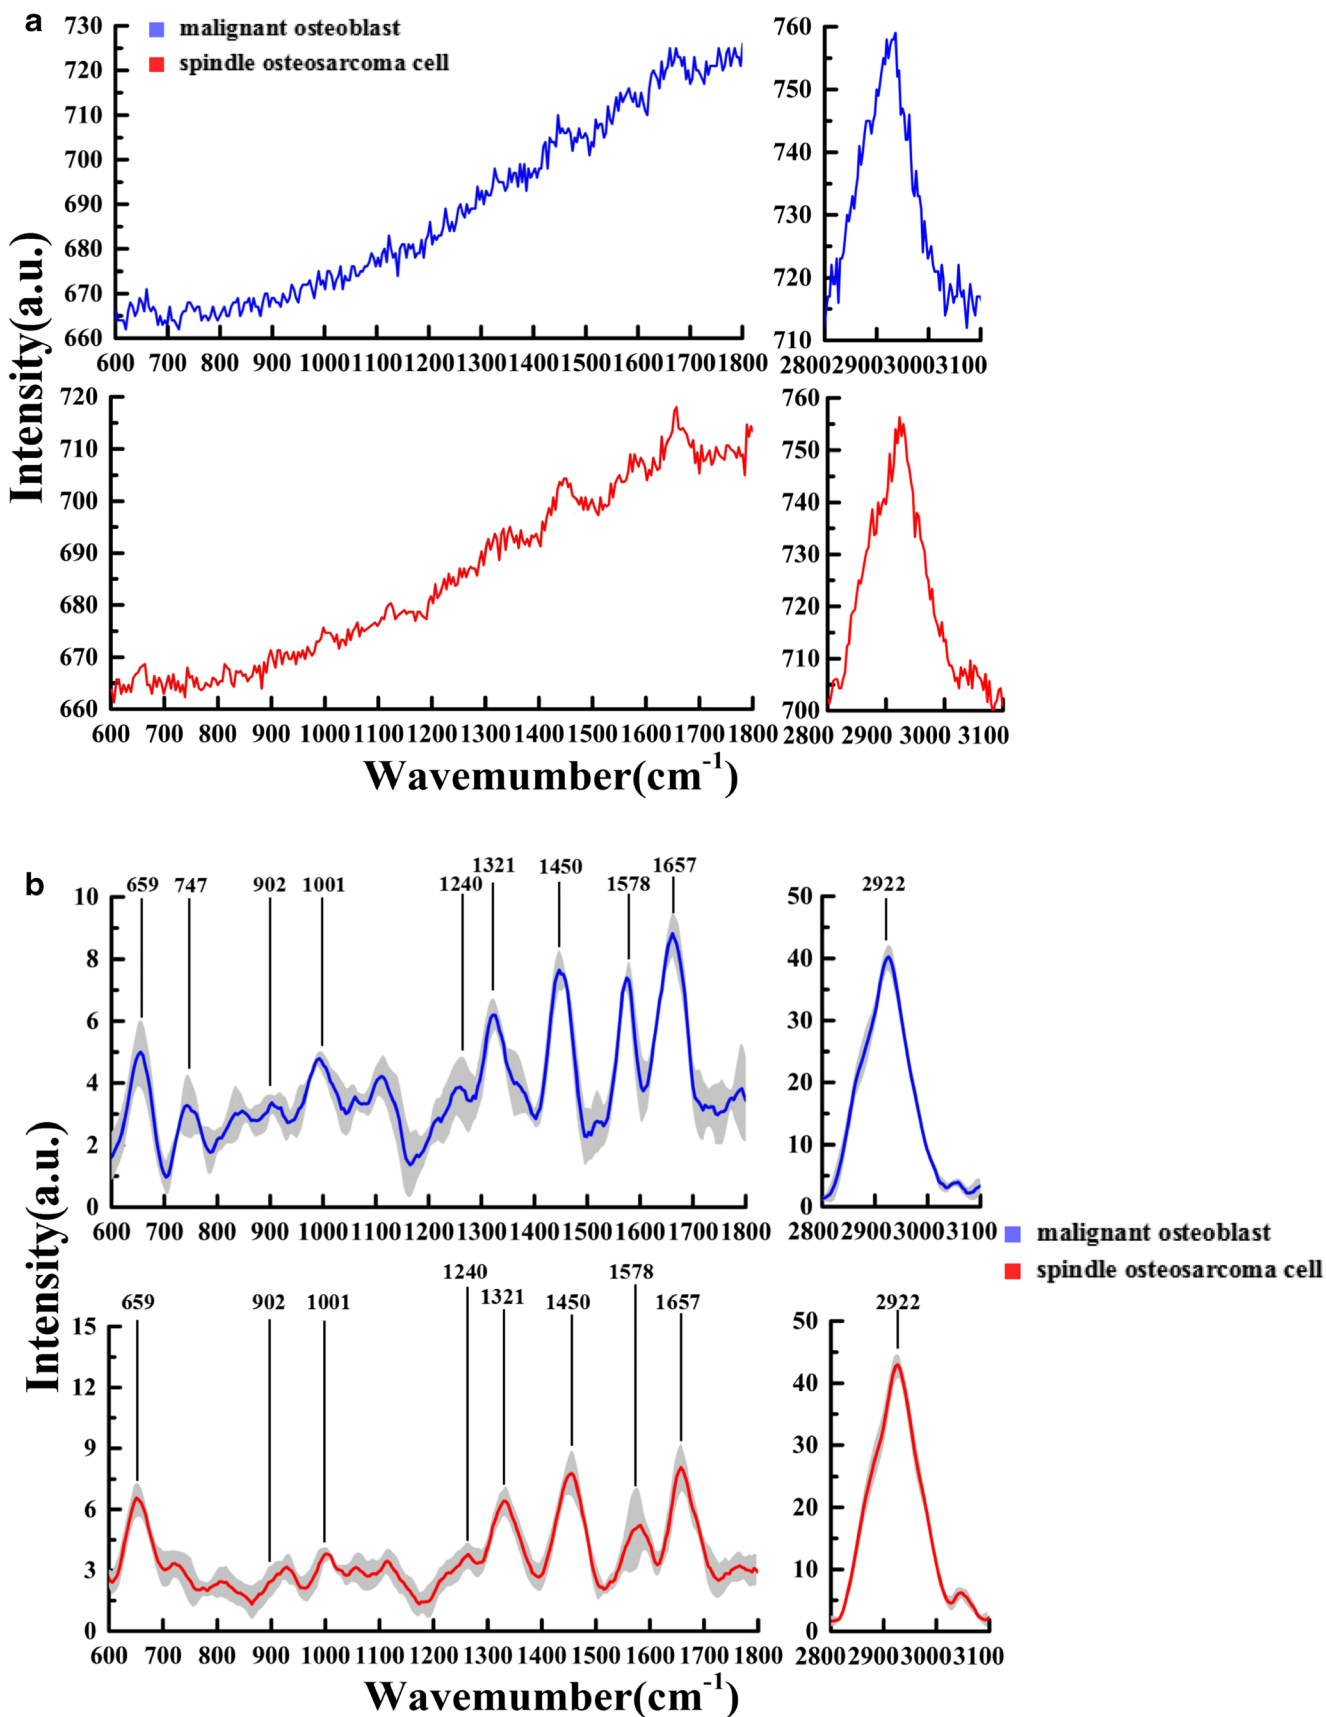 a
malignant osteoblast
spindle osteosarcoma cell
730
720
710
700
690
680
670
660
600 700 800 900 1000 1100 1200 1300 1400 1500 1600 1700 1800
760
750
740
730
720
710
2800 2900 3000 3100
Intensity(a.u.)
720
710
700
690
680
670
660
600 700 800 900 1000 1100 1200 1300 1400 1500 1600 1700 1800
760
750
740
730
720
710
700
2800 2900 3000 3100
Wavemumber(cm-1)
b
659 747 902 1001 1240 1321 1450 1578 1657
10
8
6
4
2
0
600 700 800 900 1000 1100 1200 1300 1400 1500 1600 1700 1800
2922
50
40
30
20
10
0
2800 2900 3000 3100
malignant osteoblast
spindle osteosarcoma cell
Intensity(a.u.)
659 902 1001 1240 1321 1450 1578 1657
15
12
9
6
3
0
600 700 800 900 1000 1100 1200 1300 1400 1500 1600 1700 1800
2922
50
40
30
20
10
0
2800 2900 3000 3100
Wavemumber(cm-1)